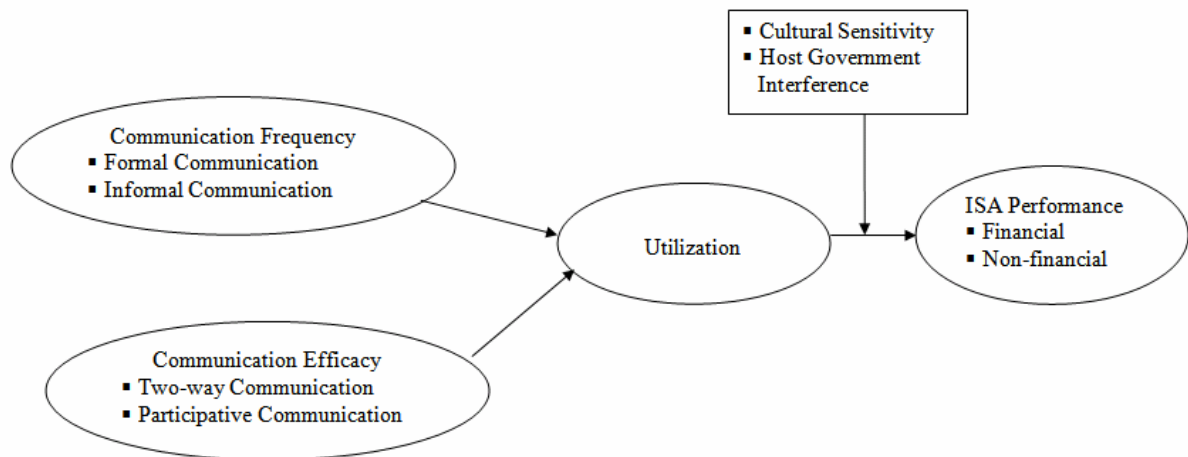 ▪ Cultural Sensitivity
▪ Host Government
Interference
Communication Frequency
▪ Formal Communication
▪ Informal Communication
Utilization
ISA Performance
▪ Financial
▪ Non-financial
Communication Efficacy
▪ Two-way Communication
▪ Participative Communication